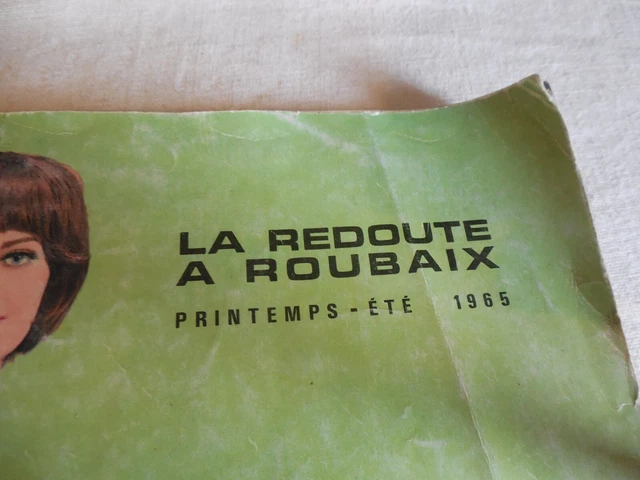 LA REDOUTE
A ROUBAIX
PRINTEMPS - ÉTÉ 1965